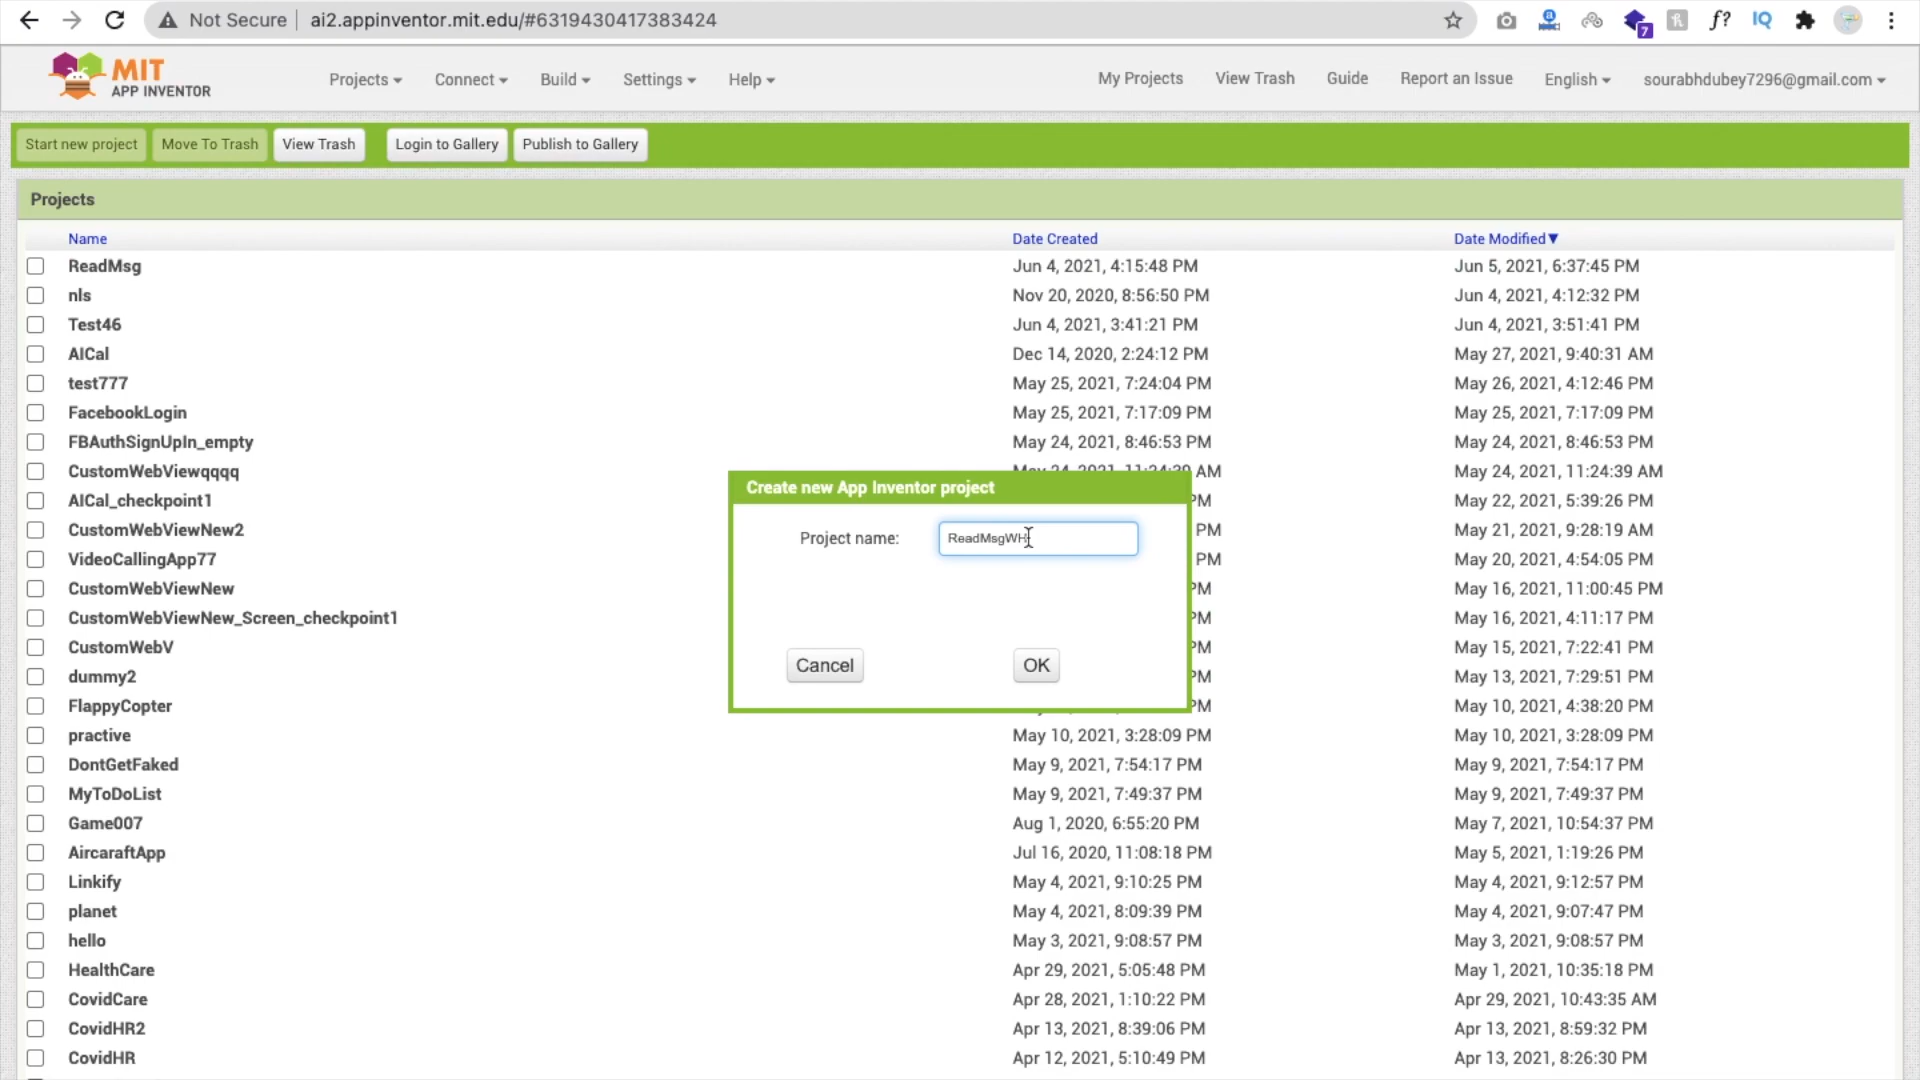 Not Secure | ai2.appinventor.mit.edu/#6319430417383424
7
f?
IQ
MIT
APP INVENTOR
Projects Connect Build Settings Help My Projects View Trash Guide Report an Issue English sourabhdubey7296@gmail.com
Start new project Move To Trash View Trash Login to Gallery Publish to Gallery
Projects
Name Date Created Date Modified▼
ReadMsg Jun 4, 2021, 4:15:48 PM Jun 5, 2021, 6:37:45 PM
nls Nov 20, 2020, 8:56:50 PM Jun 4, 2021, 4:12:32 PM
Test46 Jun 4, 2021, 3:41:21 PM Jun 4, 2021, 3:51:41 PM
AICal Dec 14, 2020, 2:24:12 PM May 27, 2021, 9:40:31 AM
test777 May 25, 2021, 7:24:04 PM May 26, 2021, 4:12:46 PM
FacebookLogin May 25, 2021, 7:17:09 PM May 25, 2021, 7:17:09 PM
FBAuthSignUpIn_empty May 24, 2021, 8:46:53 PM May 24, 2021, 8:46:53 PM
CustomWebViewqqqq May 24, 2021, 11:24:39 AM May 24, 2021, 11:24:39 AM
AICal_checkpoint1 PM May 22, 2021, 5:39:26 PM
CustomWebViewNew2 PM May 21, 2021, 9:28:19 AM
VideoCallingApp77 PM May 20, 2021, 4:54:05 PM
CustomWebViewNew PM May 16, 2021, 11:00:45 PM
CustomWebViewNew_Screen_checkpoint1 PM May 16, 2021, 4:11:17 PM
CustomWebV PM May 15, 2021, 7:22:41 PM
dummy2 PM May 13, 2021, 7:29:51 PM
FlappyCopter PM May 10, 2021, 4:38:20 PM
practive May 10, 2021, 3:28:09 PM May 10, 2021, 3:28:09 PM
DontGetFaked May 9, 2021, 7:54:17 PM May 9, 2021, 7:54:17 PM
MyToDoList May 9, 2021, 7:49:37 PM May 9, 2021, 7:49:37 PM
Game007 Aug 1, 2020, 6:55:20 PM May 7, 2021, 10:54:37 PM
AircaraftApp Jul 16, 2020, 11:08:18 PM May 5, 2021, 1:19:26 PM
Linkify May 4, 2021, 9:10:25 PM May 4, 2021, 9:12:57 PM
planet May 4, 2021, 8:09:39 PM May 4, 2021, 9:07:47 PM
hello May 3, 2021, 9:08:57 PM May 3, 2021, 9:08:57 PM
HealthCare Apr 29, 2021, 5:05:48 PM May 1, 2021, 10:35:18 PM
CovidCare Apr 28, 2021, 1:10:22 PM Apr 29, 2021, 10:43:35 AM
CovidHR2 Apr 13, 2021, 8:39:06 PM Apr 13, 2021, 8:59:32 PM
CovidHR Apr 12, 2021, 5:10:49 PM Apr 13, 2021, 8:26:30 PM
Create new App Inventor project
Project name: ReadMsgWH
Cancel OK